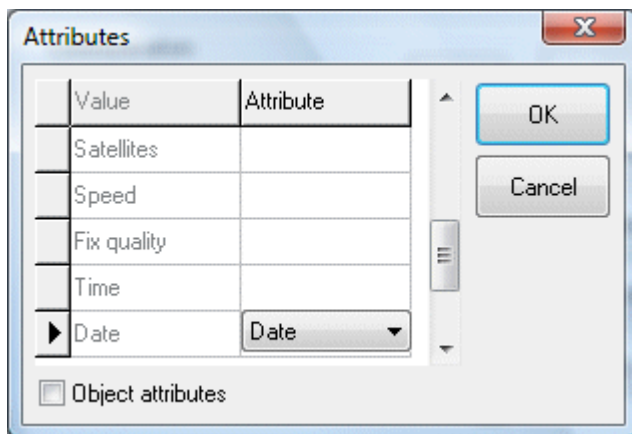 Attributes
Value Attribute
OK
Satellites
Speed
Cancel
Fix quality
Time
Date Date
Object attributes